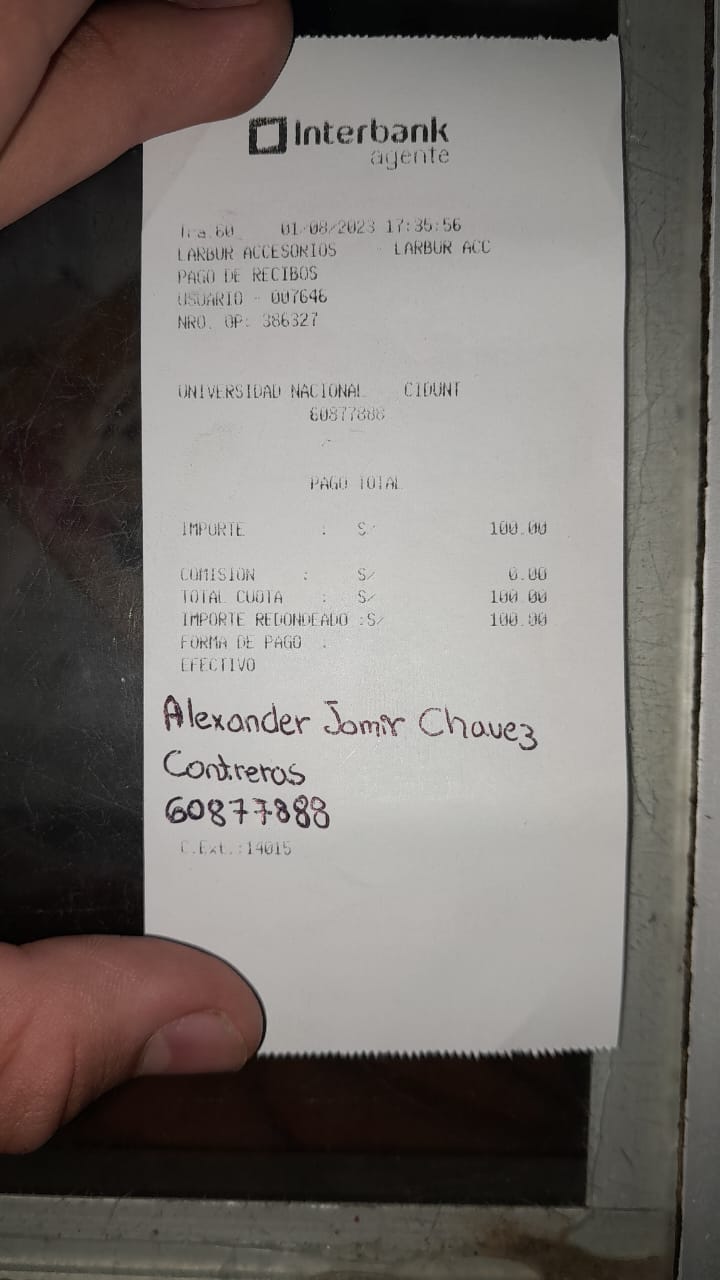 Interbank
agente
Tra.60 01/08/2023 17:35:56
LARBUR ACCESORIOS - LARBUR ACC
PAGO DE RECIBOS
USUARIO - 007646
NRO. OP: 386327
UNIVERSIDAD NACIONAL CIDUNT
60877888
PAGO TOTAL
IMPORTE : S/ 100.00
COMISION : S/ 0.00
TOTAL CUOTA : S/ 100.00
IMPORTE REDONDEADO :S/ 100.00
FORMA DE PAGO :
EFECTIVO
Alexander Jamir Chavez
Contreras
60877888
C.Ext.:14015